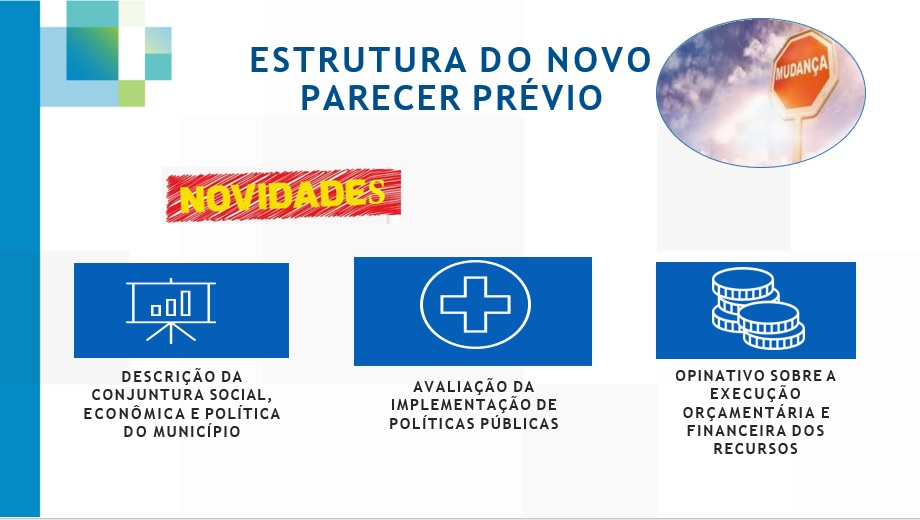 ESTRUTURA DO NOVO
PARECER PRÉVIO
MUDANÇA
NOVIDADES
DESCRIÇÃO DA
CONJUNTURA SOCIAL,
ECONÔMICA E POLÍTICA
DO MUNICÍPIO
AVALIAÇÃO DA
IMPLEMENTAÇÃO DE
POLÍTICAS PÚBLICAS
OPINATIVO SOBRE A
EXECUÇÃO
ORÇAMENTÁRIA E
FINANCEIRA DOS
RECURSOS